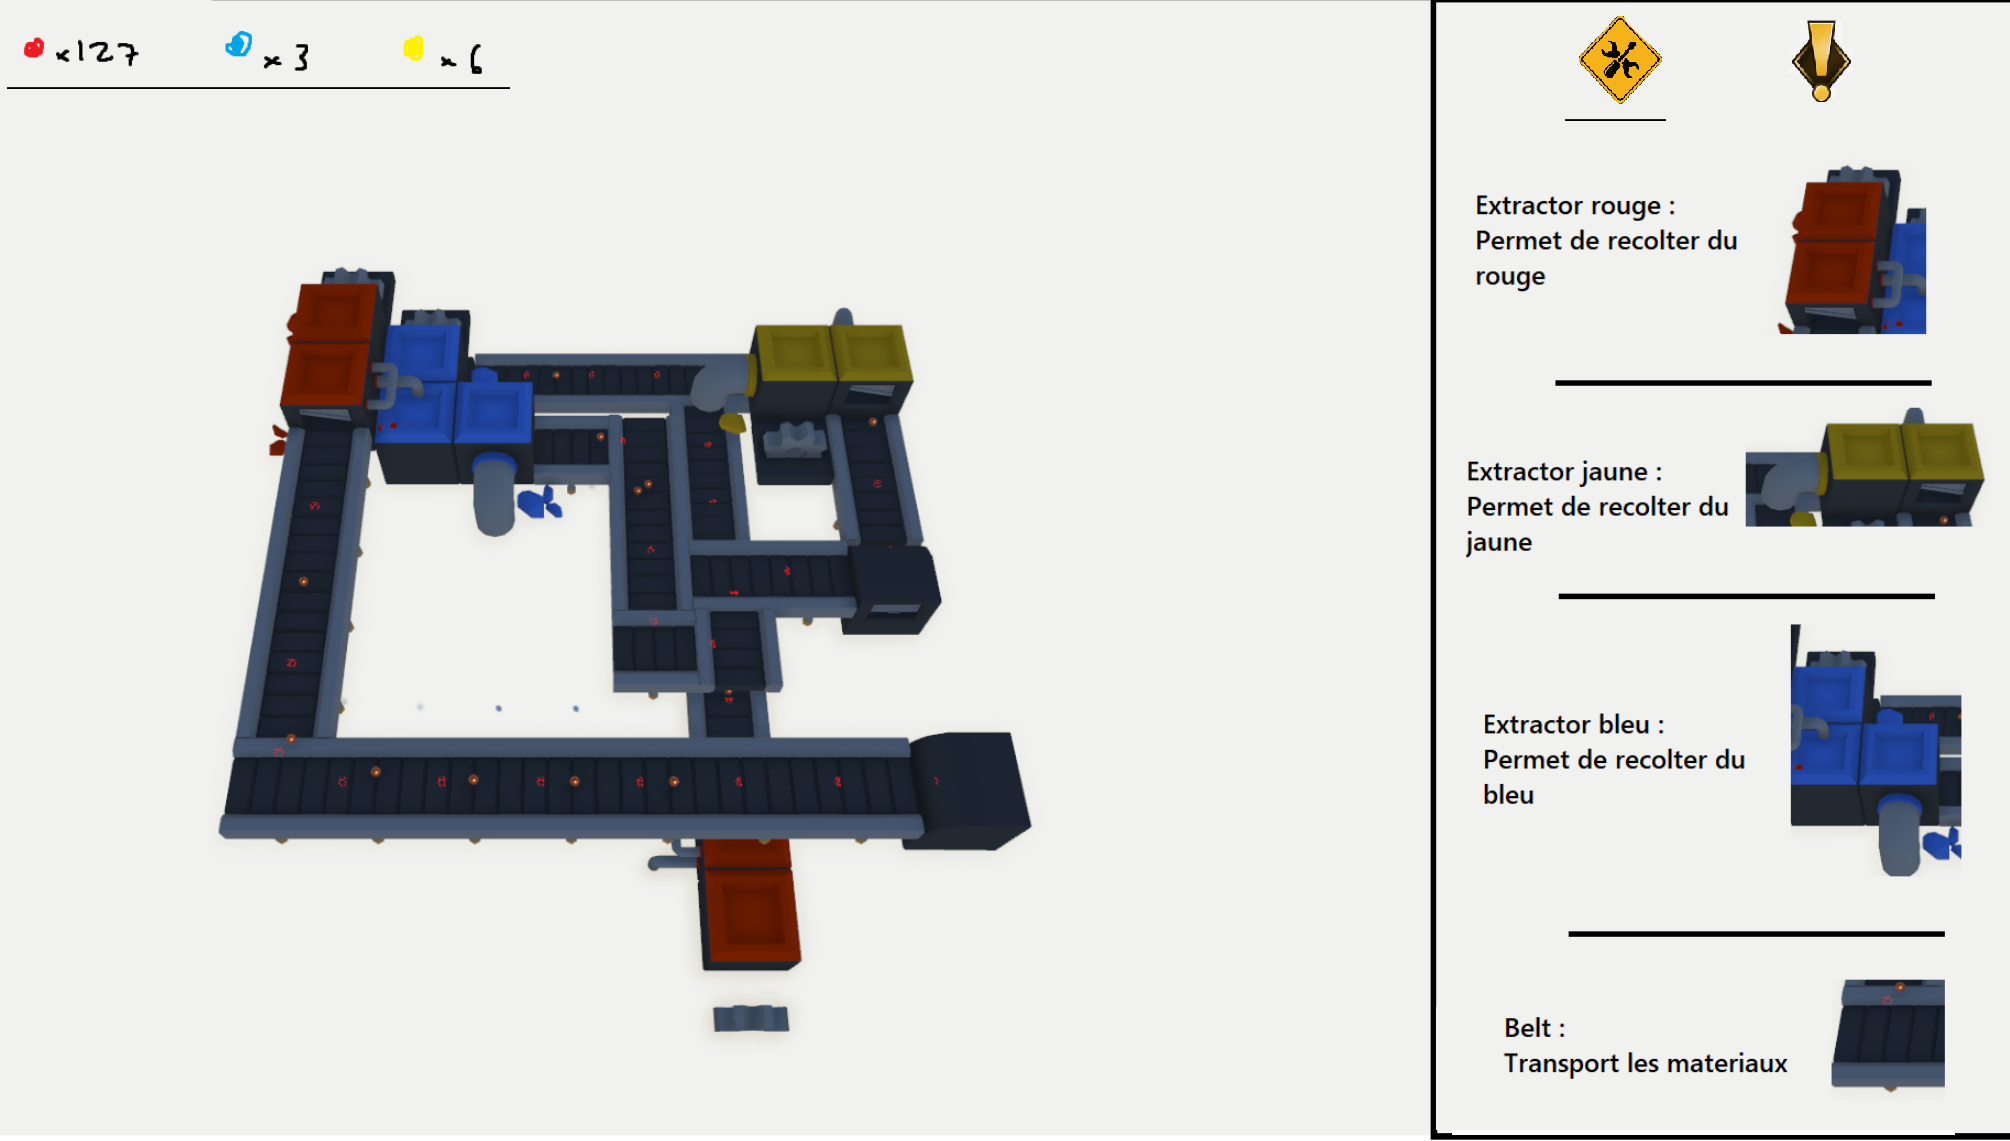 x127
x 3
x 6
Extractor rouge :
Permet de recolter du
rouge
Extractor jaune :
Permet de recolter du
jaune
Extractor bleu :
Permet de recolter du
bleu
Belt :
Transport les materiaux